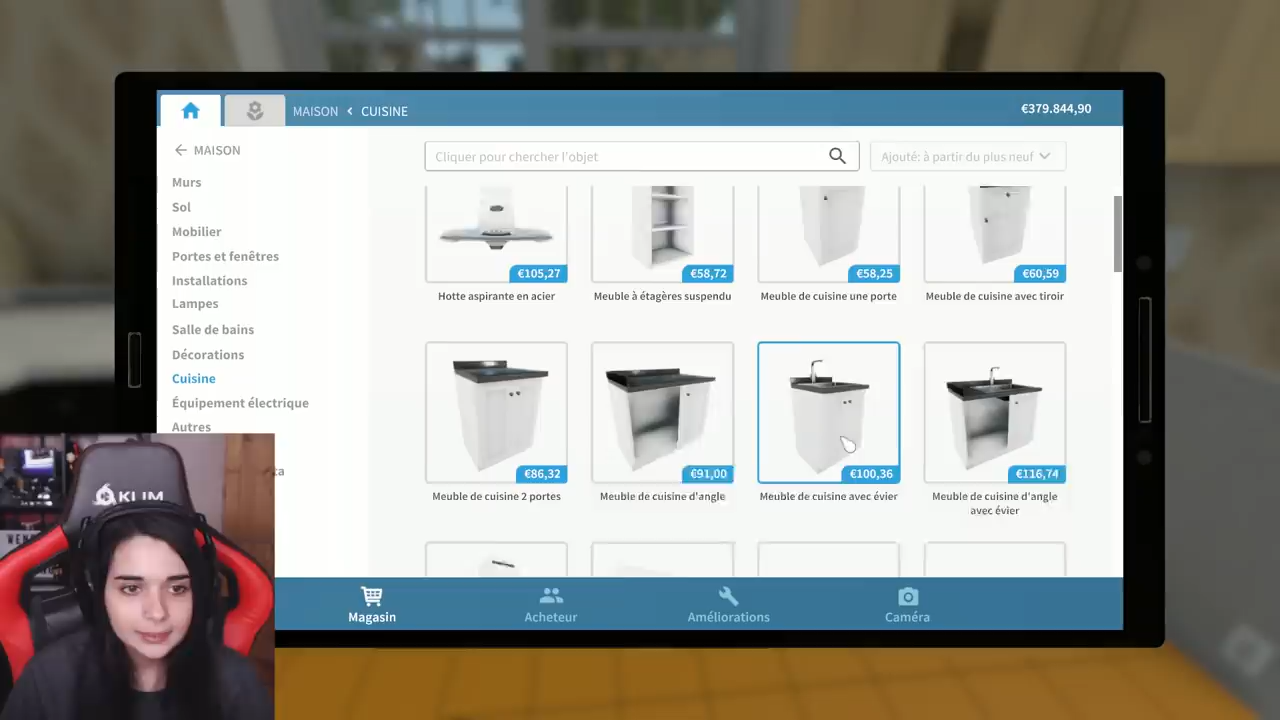 MAISON < CUISINE
€379.844,90
← MAISON
Cliquer pour chercher l'objet
Ajouté: à partir du plus neuf
Murs
Sol
Mobilier
Portes et fenêtres
Installations
Lampes
Salle de bains
Décorations
Cuisine
Équipement électrique
Autres
ta
€105,27
€58,72
€58,25
€60,59
Hotte aspirante en acier
Meuble à étagères suspendu
Meuble de cuisine une porte
Meuble de cuisine avec tiroir
€86,32
€91,00
€100,36
€116,74
Meuble de cuisine 2 portes
Meuble de cuisine d'angle
Meuble de cuisine avec évier
Meuble de cuisine d'angle
avec évier
KLIM
Magasin
Acheteur
Améliorations
Caméra